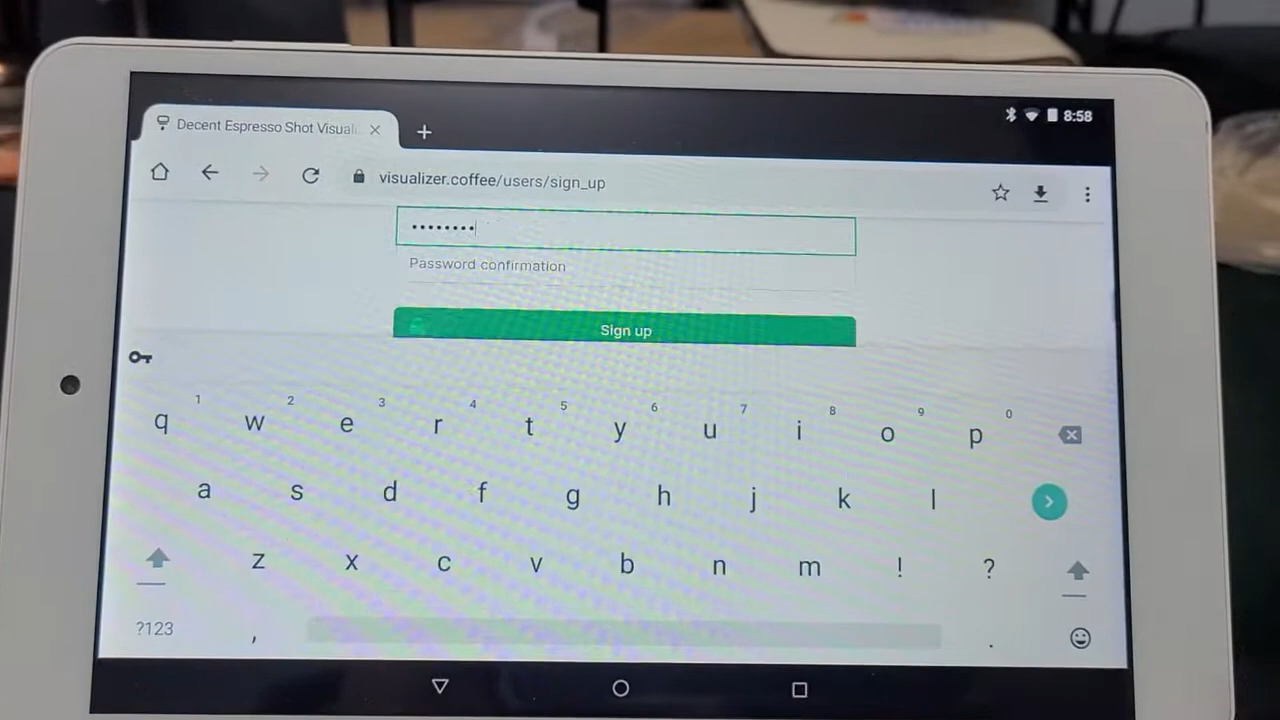 8:58
Decent Espresso Shot Visuali
visualizer.coffee/users/sign_up
••••••••
Password confirmation
Sign up
1 2 3 4 5 6 7 8 9 0
q w e r t y u i o p
a s d f g h j k l
z x c v b n m ! ?
?123 , .